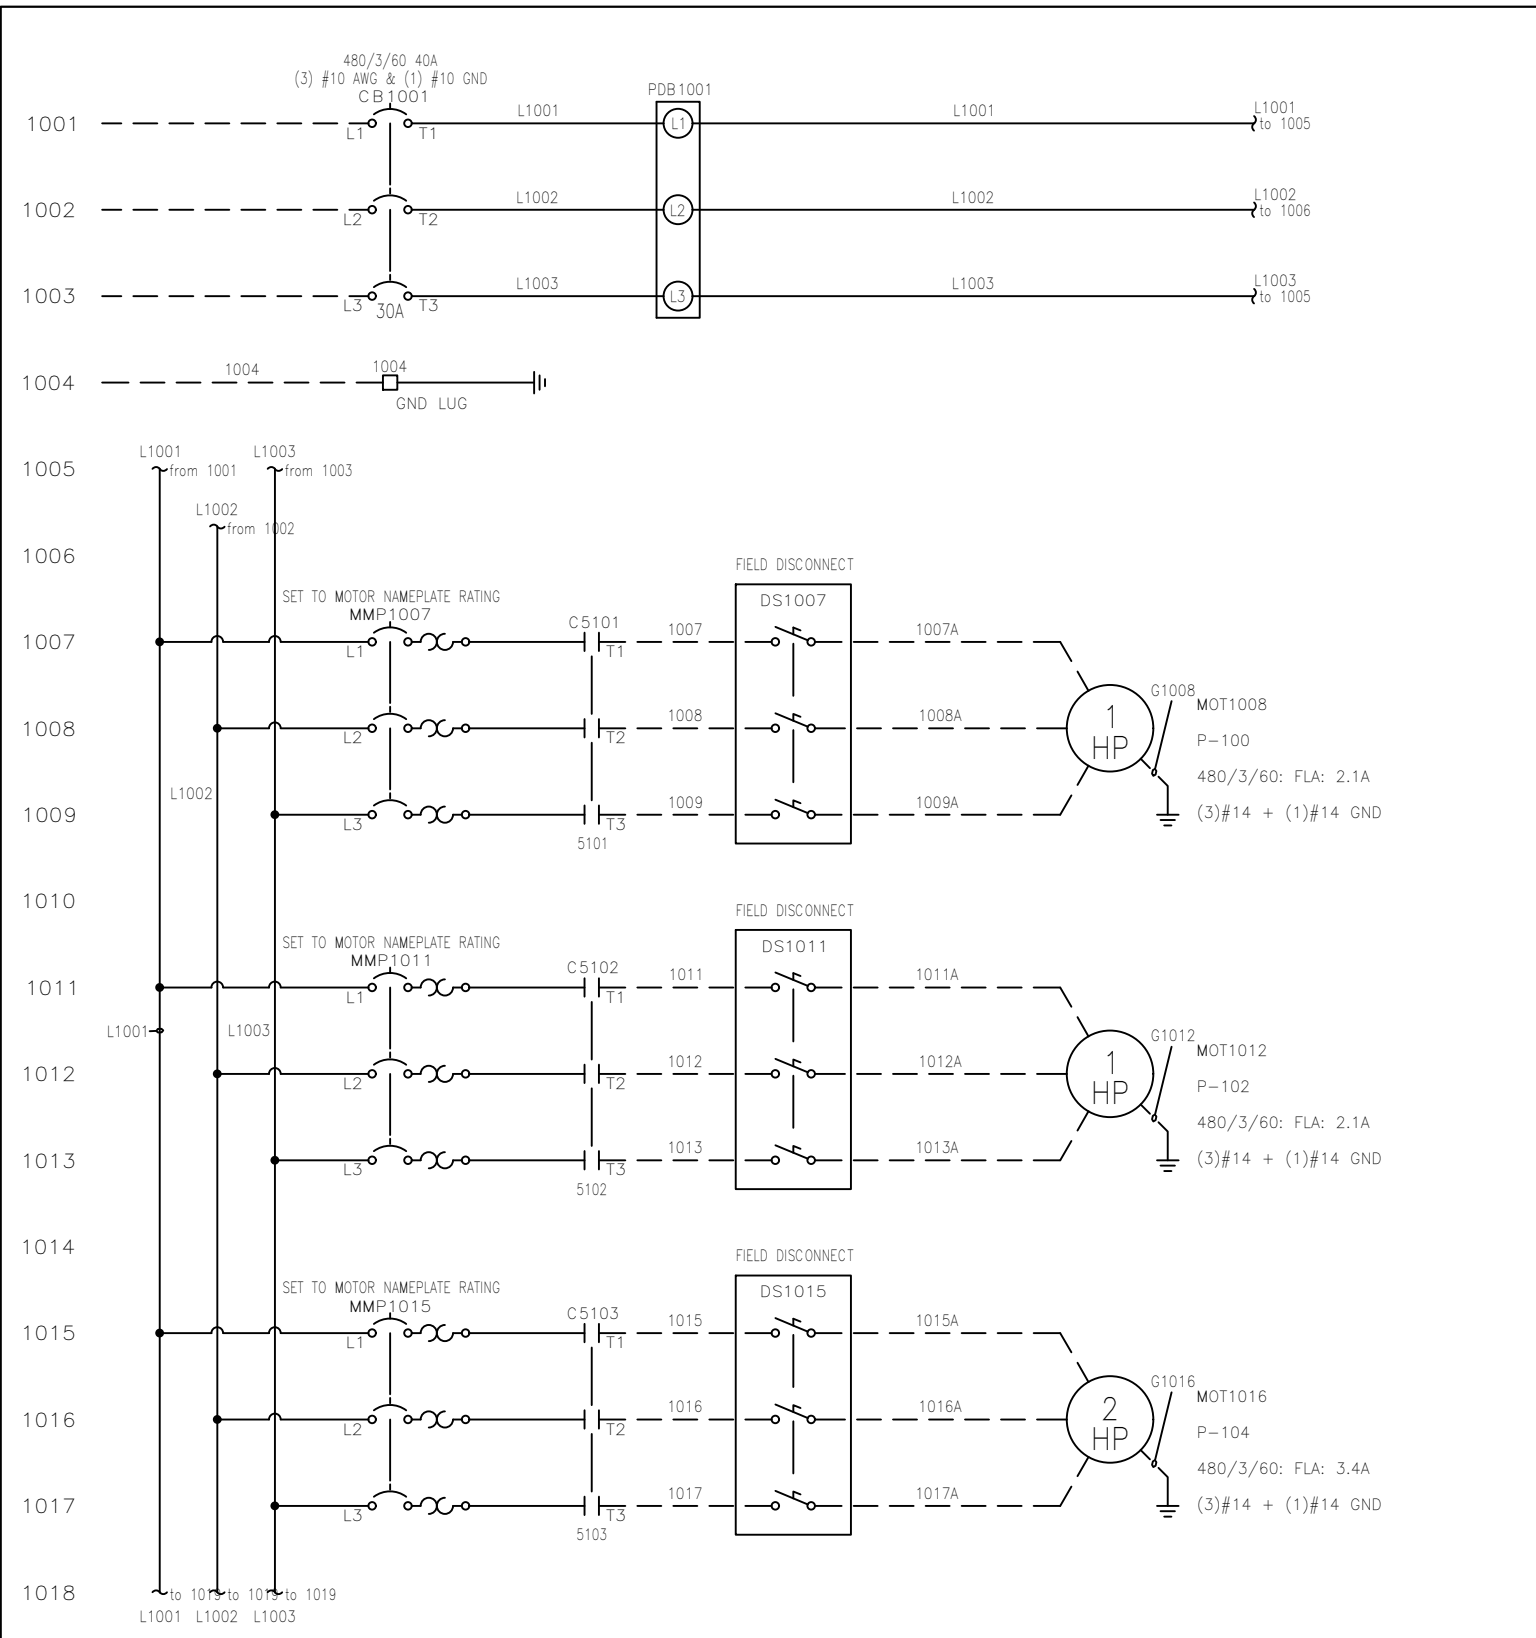 480/3/60 40A
(3) #10 AWG & (1) #10 GND
CB1001
PDB1001
1001 L1 T1 L1001 L1 L1001 L1001
to 1005
1002 L2 T2 L1002 L2 L1002 L1002
to 1006
1003 L3 T3 L1003 L3 L1003 L1003
to 1005
30A
1004 1004 1004
GND LUG
L1001 L1003
1005 from 1001 from 1003
L1002
from 1002
1006
FIELD DISCONNECT
SET TO MOTOR NAMEPLATE RATING
MMP1007
DS1007
C5101
1007 L1 T1 1007 1007A
G1008 MOT1008
1 HP
1008 L2 T2 1008 1008A
P-100
480/3/60: FLA: 2.1A
L1002
1009 L3 T3 1009 1009A
(3)#14 + (1)#14 GND
5101
1010
FIELD DISCONNECT
SET TO MOTOR NAMEPLATE RATING
MMP1011
DS1011
C5102
1011 L1 T1 1011 1011A
L1001 L1003
G1012 MOT1012
1 HP
1012 L2 T2 1012 1012A
P-102
480/3/60: FLA: 2.1A
1013 L3 T3 1013 1013A
(3)#14 + (1)#14 GND
5102
1014
FIELD DISCONNECT
SET TO MOTOR NAMEPLATE RATING
MMP1015
DS1015
C5103
1015 L1 T1 1015 1015A
G1016 MOT1016
2 HP
1016 L2 T2 1016 1016A
P-104
480/3/60: FLA: 3.4A
1017 L3 T3 1017 1017A
(3)#14 + (1)#14 GND
5103
1018 to 1019 to 1019 to 1019
L1001 L1002 L1003